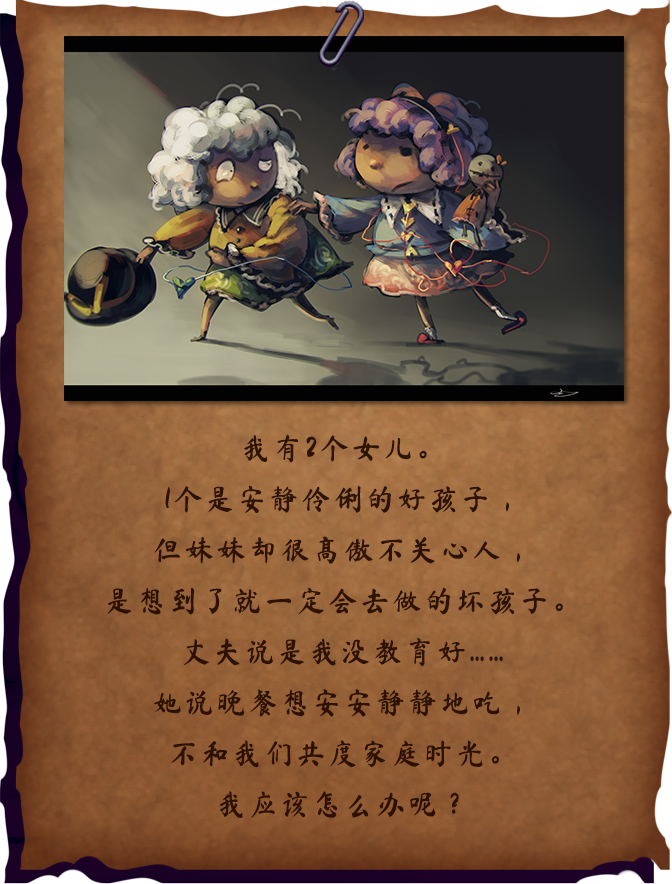 我有2个女儿。
1个是安静伶俐的好孩子，
但妹妹却很高傲不关心人，
是想到了就一定会去做的坏孩子。
丈夫说是我没教育好……
她说晚餐想安安静静地吃，
不和我们共度家庭时光。
我应该怎么办呢？